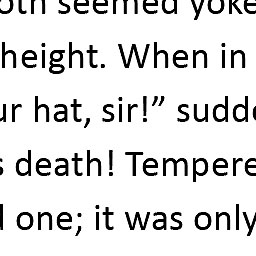 oth seemed yoke
height. When in
ur hat, sir!” sudde
s death! Tempere
d one; it was only